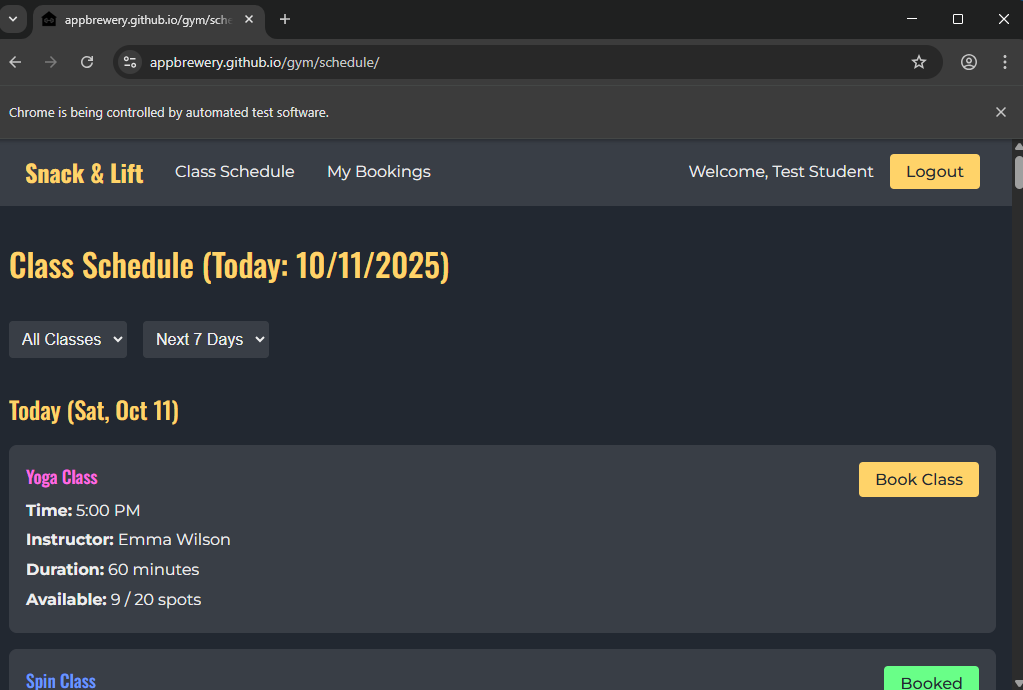 appbrewery.github.io/gym/sche
appbrewery.github.io/gym/schedule/
Chrome is being controlled by automated test software.
Snack & Lift Class Schedule My Bookings Welcome, Test Student Logout
Class Schedule (Today: 10/11/2025)
All Classes Next 7 Days
Today (Sat, Oct 11)
Yoga Class Book Class
Time: 5:00 PM
Instructor: Emma Wilson
Duration: 60 minutes
Available: 9 / 20 spots
Spin Class Booked